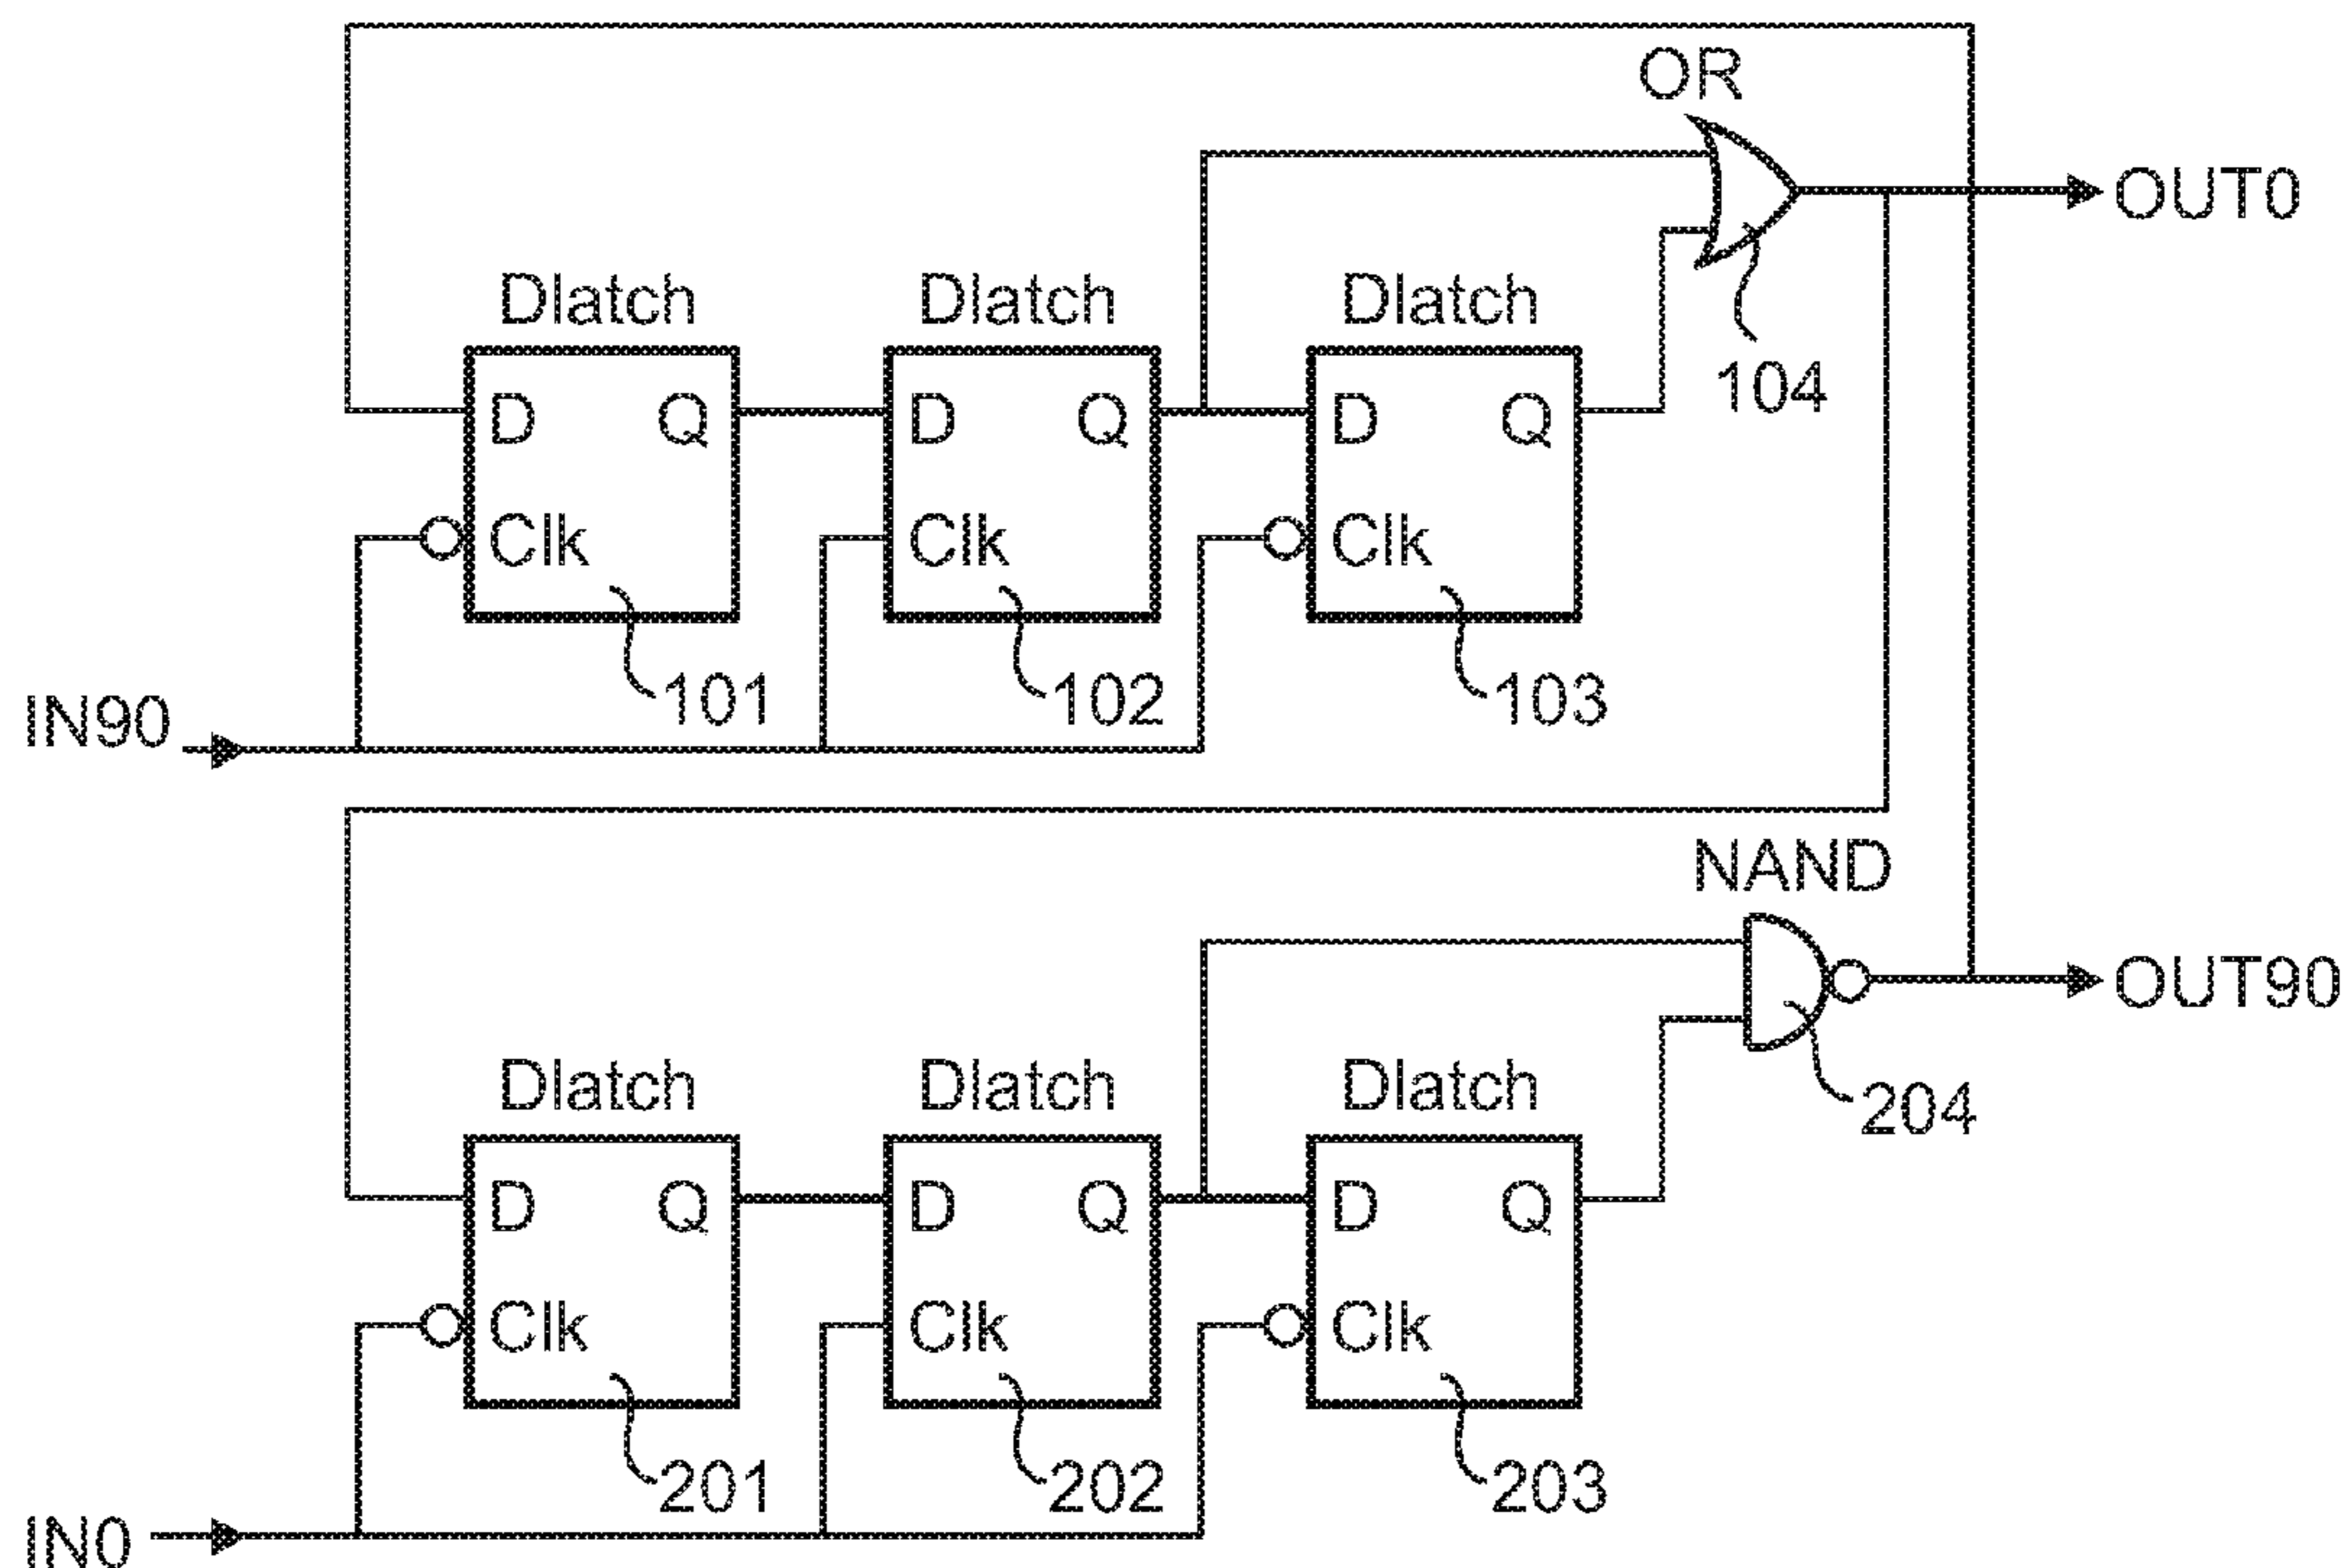 OR
OUT0
Dlatch Dlatch Dlatch
104
D Q D Q D Q
Clk Clk Clk
101 102 103
IN90
NAND
OUT90
Dlatch Dlatch Dlatch
204
D Q D Q D Q
Clk Clk Clk
201 202 203
IN0